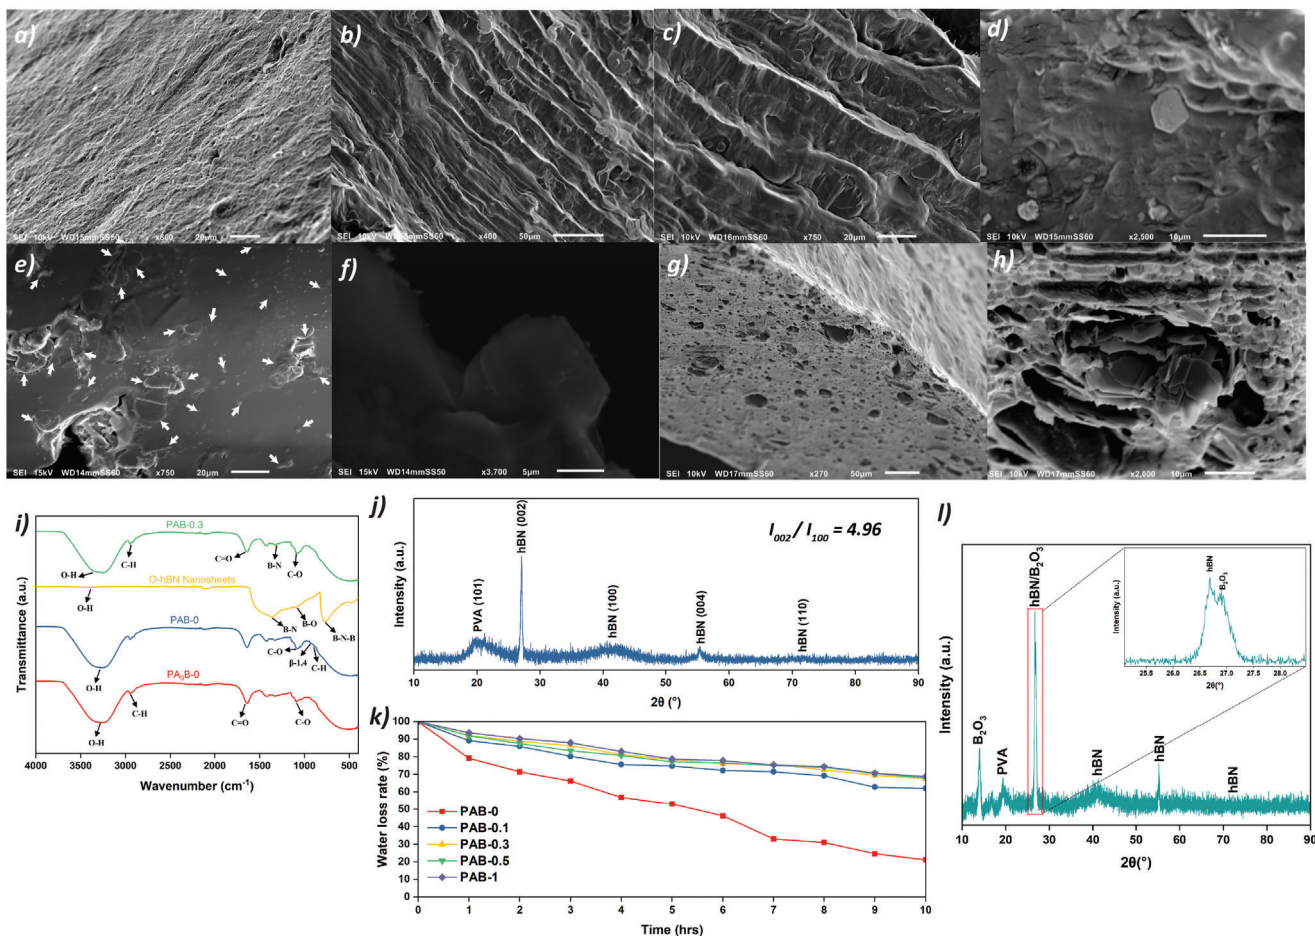 a)
SEI 10kV WD15mmSS60 x600 20μm
b)
SEI 10kV WD15mmSS60 x400 50μm
c)
SEI 10kV WD16mmSS60 x750 20μm
d)
SEI 10kV WD15mmSS60 x2,500 10μm
e)
SEI 15kV WD14mmSS60 x750 20μm
f)
SEI 15kV WD14mmSS50 x3,700 5μm
g)
SEI 10kV WD17mmSS60 x270 50μm
h)
SEI 10kV WD17mmSS60 x2,000 10μm
i)
PAB-0.3
O-H
C-H
C=O
B-N
C-O
O-hBN Nanosheets
O-H
B-N
B-O
B-N-B
PAB-0
O-H
C-O
β-1,4
C-H
PA₀B-0
O-H
C-H
C=O
C-O
Transmittance (a.u.)
4000 3500 3000 2500 2000 1500 1000 500
Wavenumber (cm⁻¹)
j)
I₀₀₂ / I₁₀₀ = 4.96
PVA (101)
hBN (002)
hBN (100)
hBN (004)
hBN (110)
Intensity (a.u.)
10 20 30 40 50 60 70 80 90
2θ (°)
k)
100
90
80
70
60
50
40
30
20
10
0
Water loss rate (%)
PAB-0
PAB-0.1
PAB-0.3
PAB-0.5
PAB-1
0 1 2 3 4 5 6 7 8 9 10
Time (hrs)
l)
B₂O₃
PVA
hBN/B₂O₃
hBN
hBN
hBN
Intensity (a.u.)
10 20 30 40 50 60 70 80 90
2θ(°)
hBN
B₂O₃
Intensity (a.u.)
25.5 26.0 26.5 27.0 27.5 28.0
2θ(°)